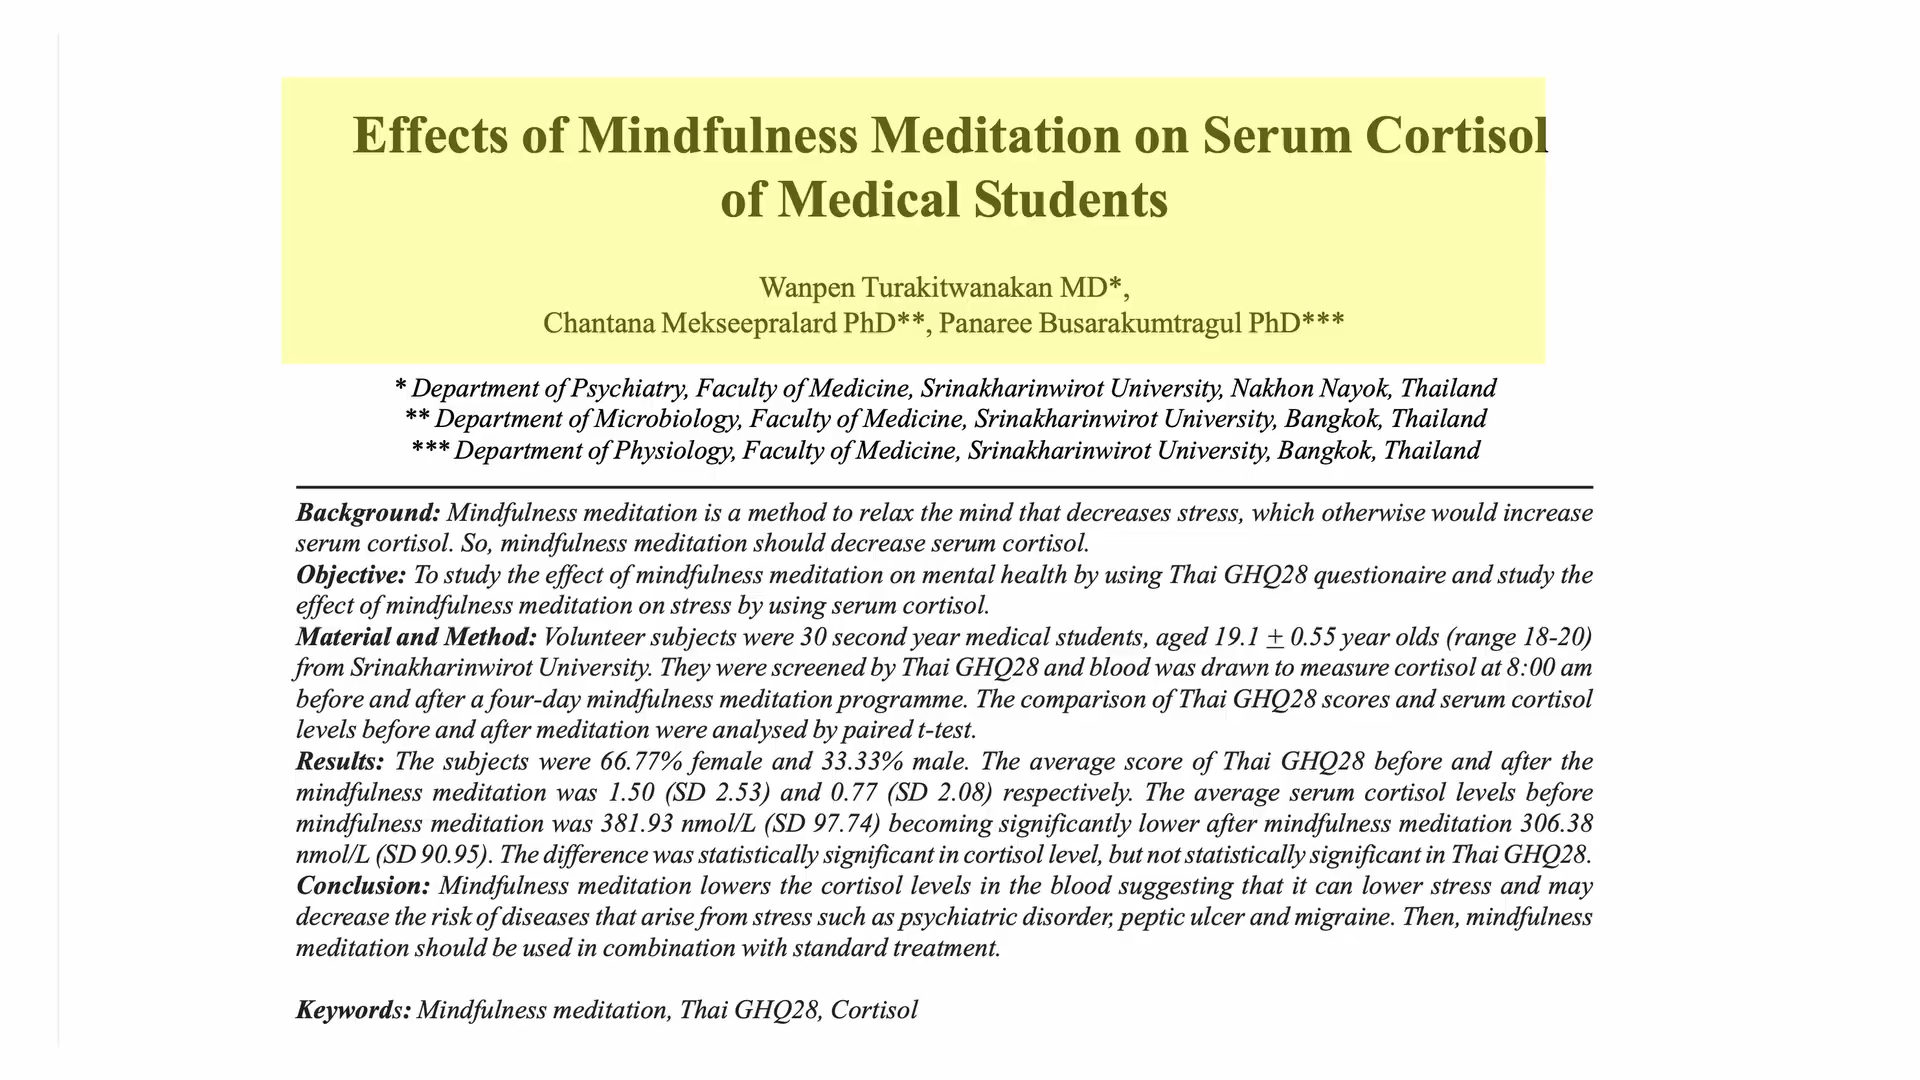 Effects of Mindfulness Meditation on Serum Cortisol
of Medical Students
Wanpen Turakitwanakan MD*,
Chantana Mekseepralard PhD**, Panaree Busarakumtragul PhD***
* Department of Psychiatry, Faculty of Medicine, Srinakharinwirot University, Nakhon Nayok, Thailand
** Department of Microbiology, Faculty of Medicine, Srinakharinwirot University, Bangkok, Thailand
*** Department of Physiology, Faculty of Medicine, Srinakharinwirot University, Bangkok, Thailand
Background: Mindfulness meditation is a method to relax the mind that decreases stress, which otherwise would increase
serum cortisol. So, mindfulness meditation should decrease serum cortisol.
Objective: To study the effect of mindfulness meditation on mental health by using Thai GHQ28 questionaire and study the
effect of mindfulness meditation on stress by using serum cortisol.
Material and Method: Volunteer subjects were 30 second year medical students, aged 19.1 ± 0.55 year olds (range 18-20)
from Srinakharinwirot University. They were screened by Thai GHQ28 and blood was drawn to measure cortisol at 8:00 am
before and after a four-day mindfulness meditation programme. The comparison of Thai GHQ28 scores and serum cortisol
levels before and after meditation were analysed by paired t-test.
Results: The subjects were 66.77% female and 33.33% male. The average score of Thai GHQ28 before and after the
mindfulness meditation was 1.50 (SD 2.53) and 0.77 (SD 2.08) respectively. The average serum cortisol levels before
mindfulness meditation was 381.93 nmol/L (SD 97.74) becoming significantly lower after mindfulness meditation 306.38
nmol/L (SD 90.95). The difference was statistically significant in cortisol level, but not statistically significant in Thai GHQ28.
Conclusion: Mindfulness meditation lowers the cortisol levels in the blood suggesting that it can lower stress and may
decrease the risk of diseases that arise from stress such as psychiatric disorder, peptic ulcer and migraine. Then, mindfulness
meditation should be used in combination with standard treatment.
Keywords: Mindfulness meditation, Thai GHQ28, Cortisol